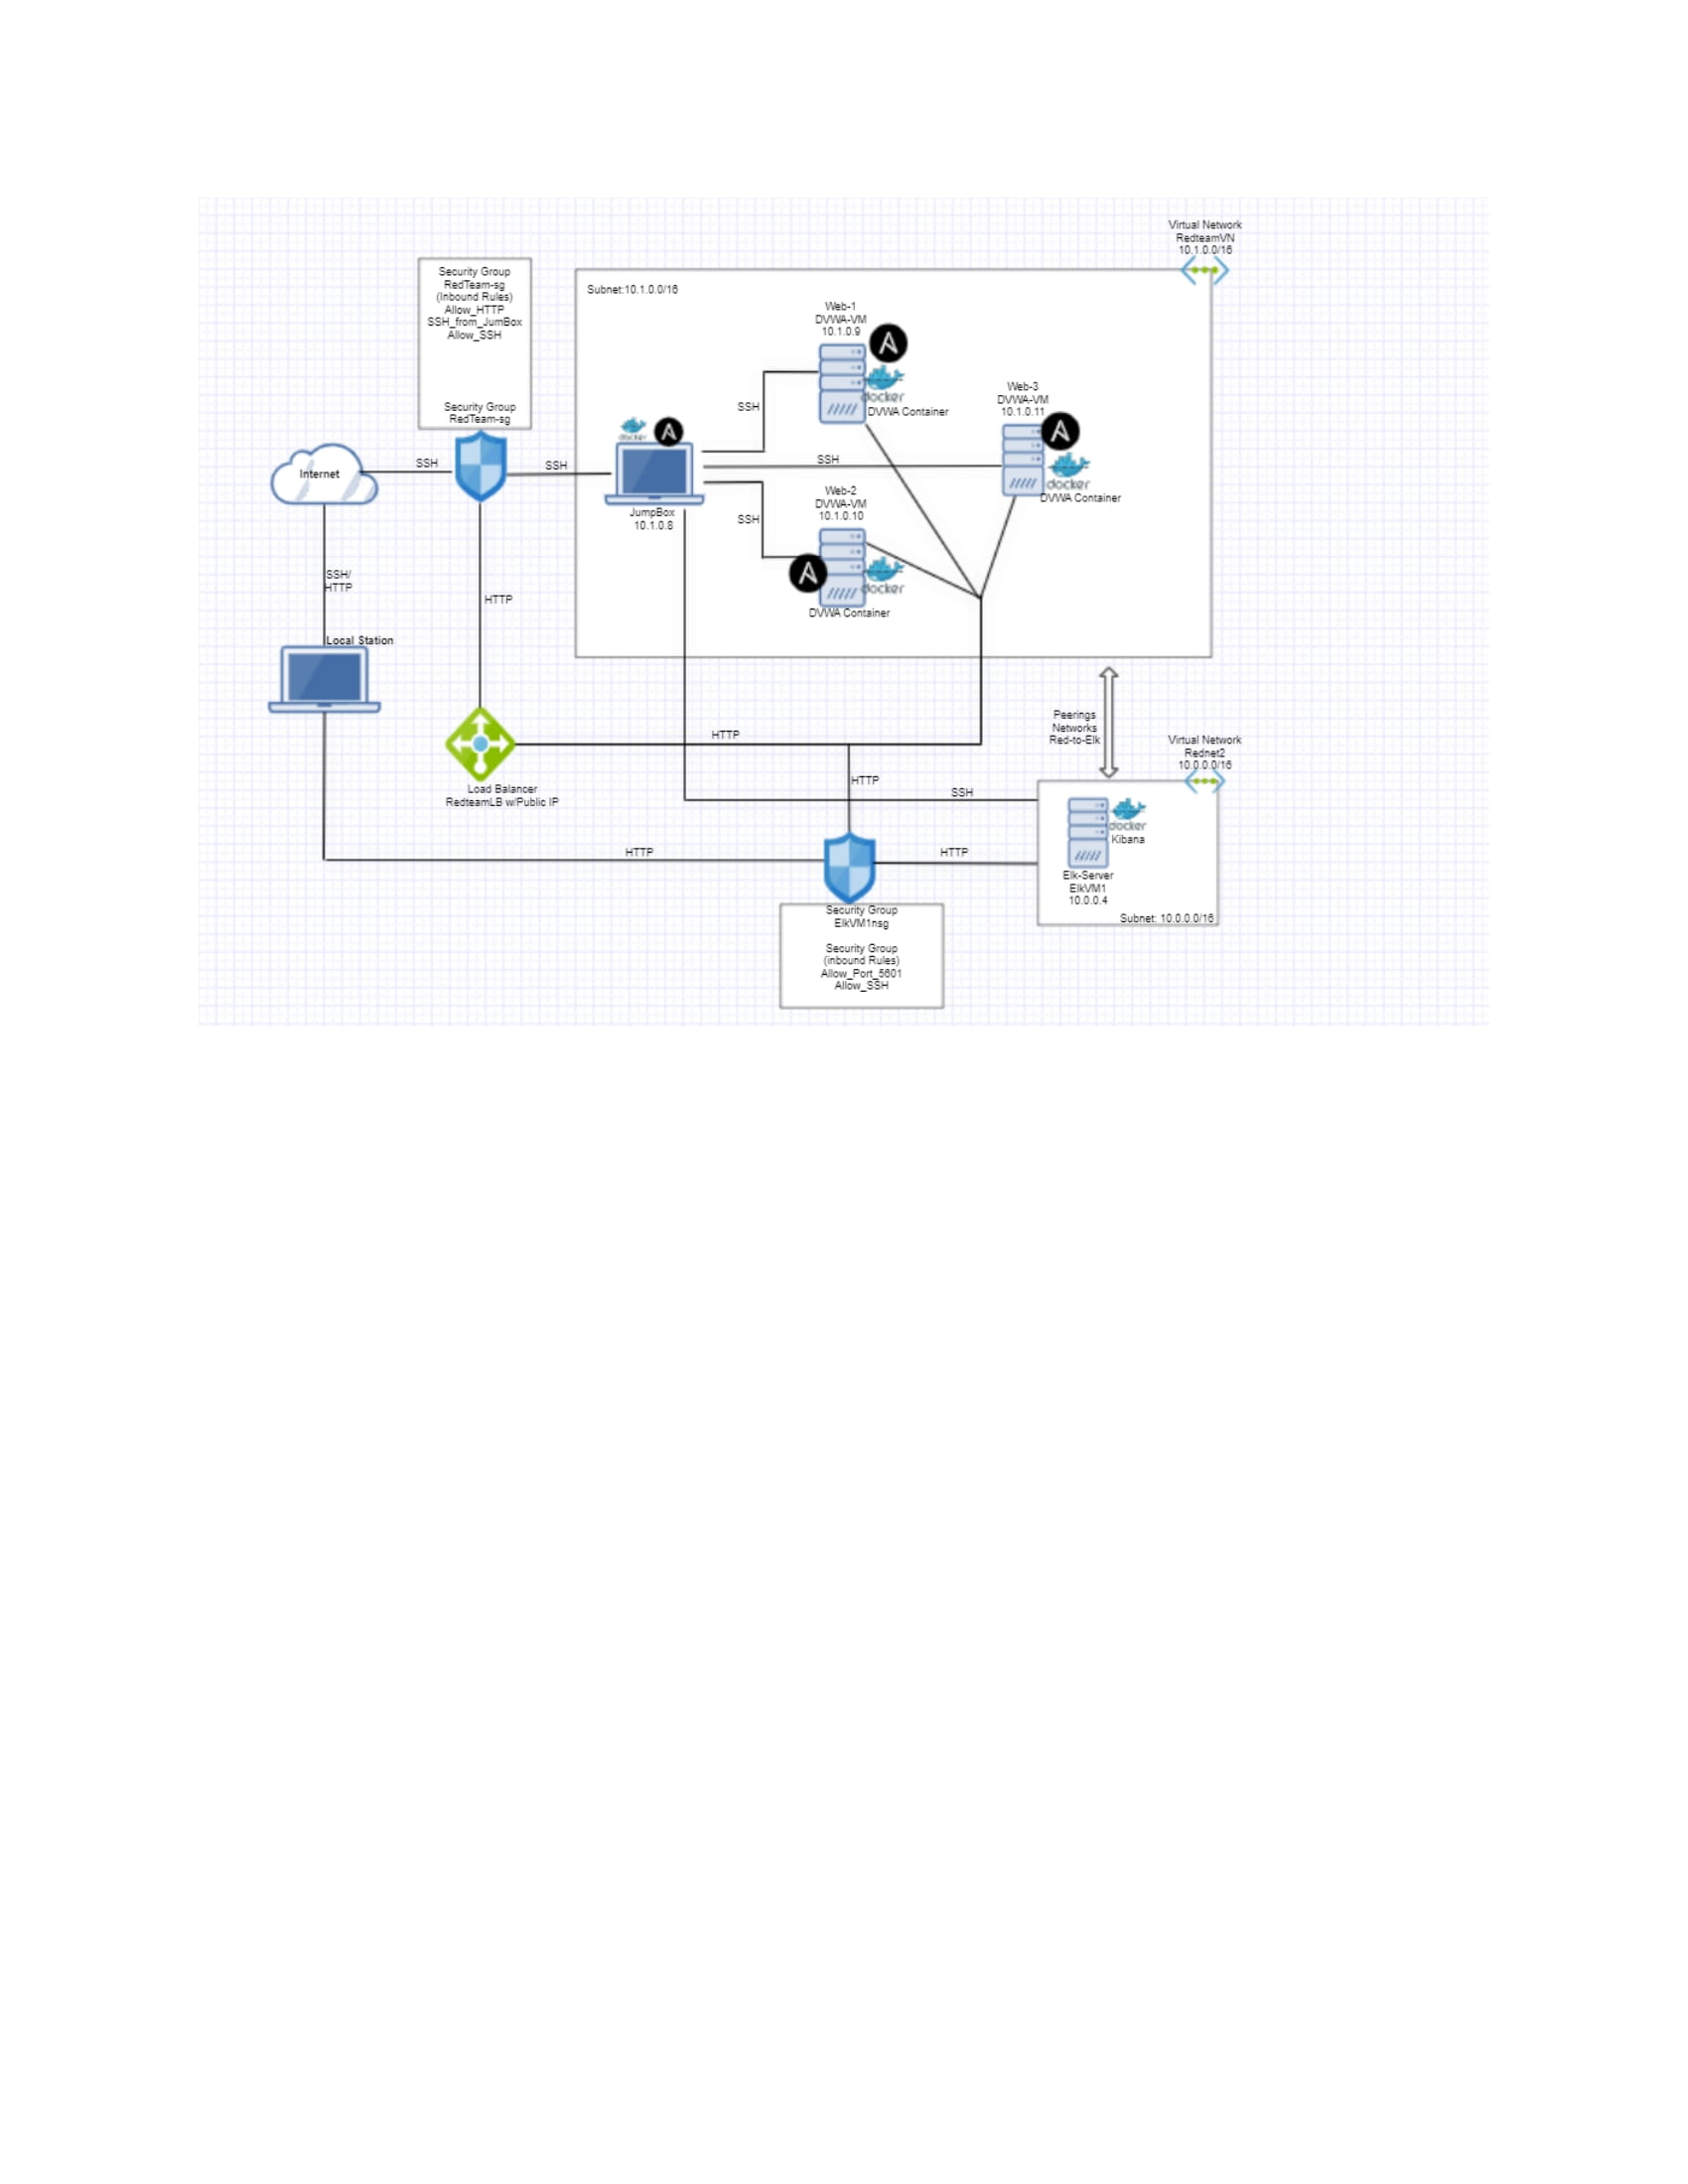 Virtual Network
RedteamVN
10.1.0.0/16
Security Group
RedTeam-sg
(Inbound Rules)
Allow_HTTP
SSH_from_JumBox
Allow_SSH
Security Group
RedTeam-sg
Subnet:10.1.0.0/16
Web-1
DVWA-VM
10.1.0.9
docker
DVWA Container
Web-3
DVWA-VM
10.1.0.11
docker
DVWA Container
SSH
SSH
SSH
Web-2
DVWA-VM
10.1.0.10
docker
DVWA Container
docker
JumpBox
10.1.0.8
Internet
SSH
SSH
SSH/
HTTP
HTTP
Local Station
Load Balancer
RedteamLB w/Public IP
HTTP
HTTP
SSH
Peerings
Networks
Red-to-Elk
Virtual Network
Rednet2
10.0.0.0/16
docker
Kibana
Elk-Server
ElkVM1
10.0.0.4
Subnet: 10.0.0.0/16
HTTP
HTTP
Security Group
ElkVM1nsg
Security Group
(inbound Rules)
Allow_Port_5601
Allow_SSH